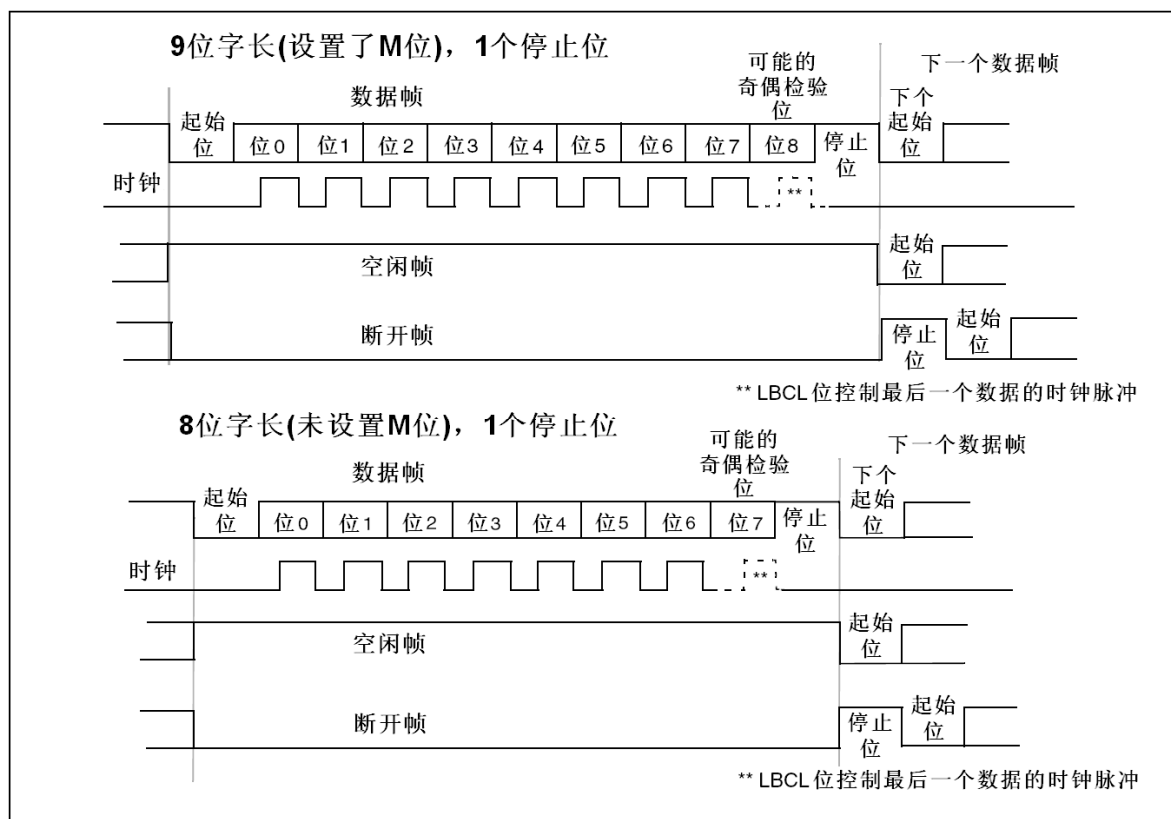 9位字长(设置了M位)，1个停止位
可能的
奇偶检验
位
下一个数据帧
数据帧
下个
起始
位
起始
位
位0
位1
位2
位3
位4
位5
位6
位7
位8
停止
位
时钟
**
空闲帧
起始
位
断开帧
停止
位
起始
位
** LBCL位控制最后一个数据的时钟脉冲
8位字长(未设置M位)，1个停止位
可能的
奇偶检验
位
下一个数据帧
数据帧
下个
起始
位
起始
位
位0
位1
位2
位3
位4
位5
位6
位7
停止
位
时钟
**
空闲帧
起始
位
断开帧
停止
位
起始
位
** LBCL位控制最后一个数据的时钟脉冲